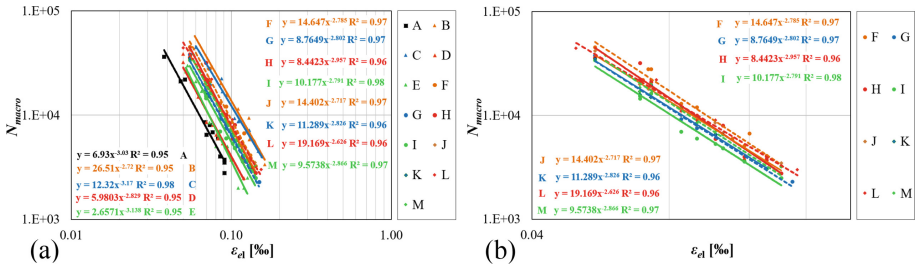 1.E+05
1.E+04
1.E+03
N macro
0.01
0.10
1.00
ε el [‰]
(a)
F y = 14.647x^-2.785 R² = 0.97
G y = 8.7649x^-2.802 R² = 0.97
H y = 8.4423x^-2.957 R² = 0.96
I y = 10.177x^-2.791 R² = 0.98
J y = 14.402x^-2.717 R² = 0.97
K y = 11.289x^-2.826 R² = 0.96
L y = 19.169x^-2.626 R² = 0.96
M y = 9.5738x^-2.866 R² = 0.97
y = 6.93x^-3.03 R² = 0.95 A
y = 26.51x^-2.72 R² = 0.95 B
y = 12.32x^-3.17 R² = 0.98 C
y = 5.9803x^-2.829 R² = 0.95 D
y = 2.6571x^-3.138 R² = 0.95 E
A B
C D
E F
G H
I J
K L
M
1.E+05
1.E+04
1.E+03
N macro
0.04
ε el [‰]
(b)
F y = 14.647x^-2.785 R² = 0.97
G y = 8.7649x^-2.802 R² = 0.97
H y = 8.4423x^-2.957 R² = 0.96
I y = 10.177x^-2.791 R² = 0.98
J y = 14.402x^-2.717 R² = 0.97
K y = 11.289x^-2.824 R² = 0.96
L y = 19.169x^-2.626 R² = 0.96
M y = 9.5738x^-2.866 R² = 0.97
F G
H I
J K
L M